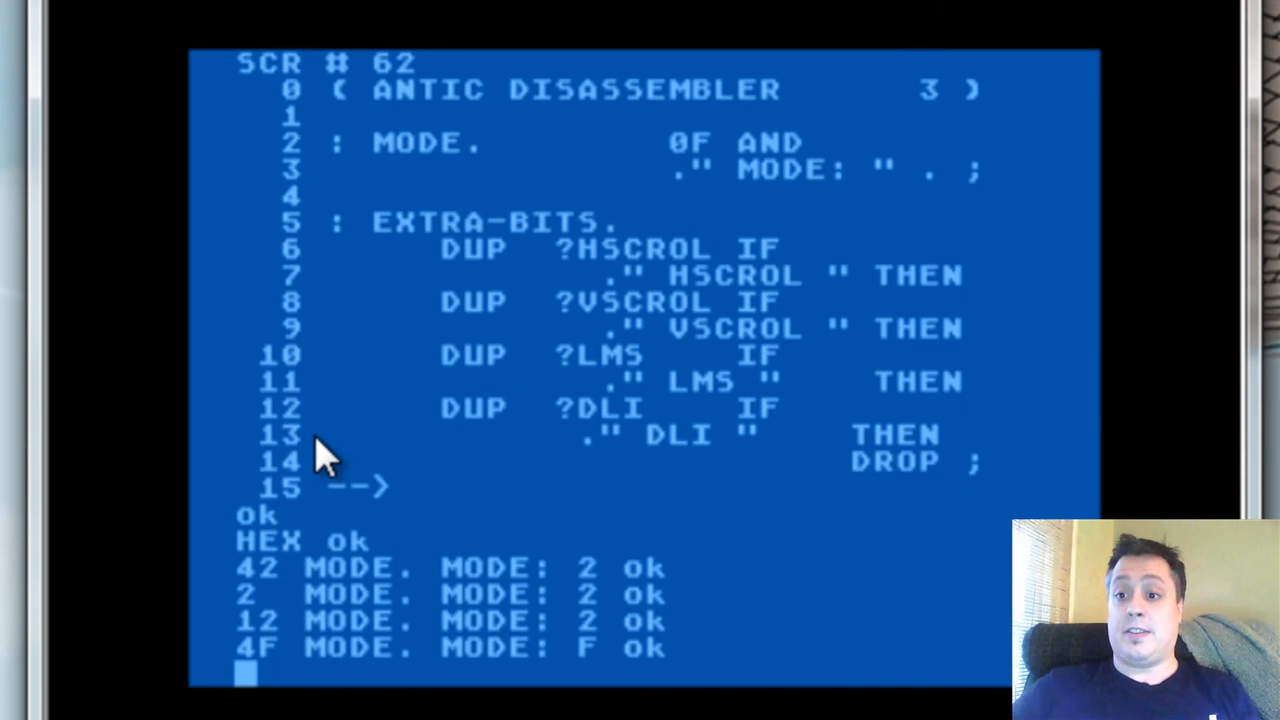 SCR # 62
0 ( ANTIC DISASSEMBLER 3 )
1
2 : MODE. 0F AND
3 ." MODE: " . ;
4
5 : EXTRA-BITS.
6 DUP ?HSCROL IF
7 ." HSCROL " THEN
8 DUP ?VSCROL IF
9 ." VSCROL " THEN
10 DUP ?LMS IF
11 ." LMS " THEN
12 DUP ?DLI IF
13 ." DLI " THEN
14 DROP ;
15 -->
ok
HEX ok
42 MODE. MODE: 2 ok
2 MODE. MODE: 2 ok
12 MODE. MODE: 2 ok
4F MODE. MODE: F ok